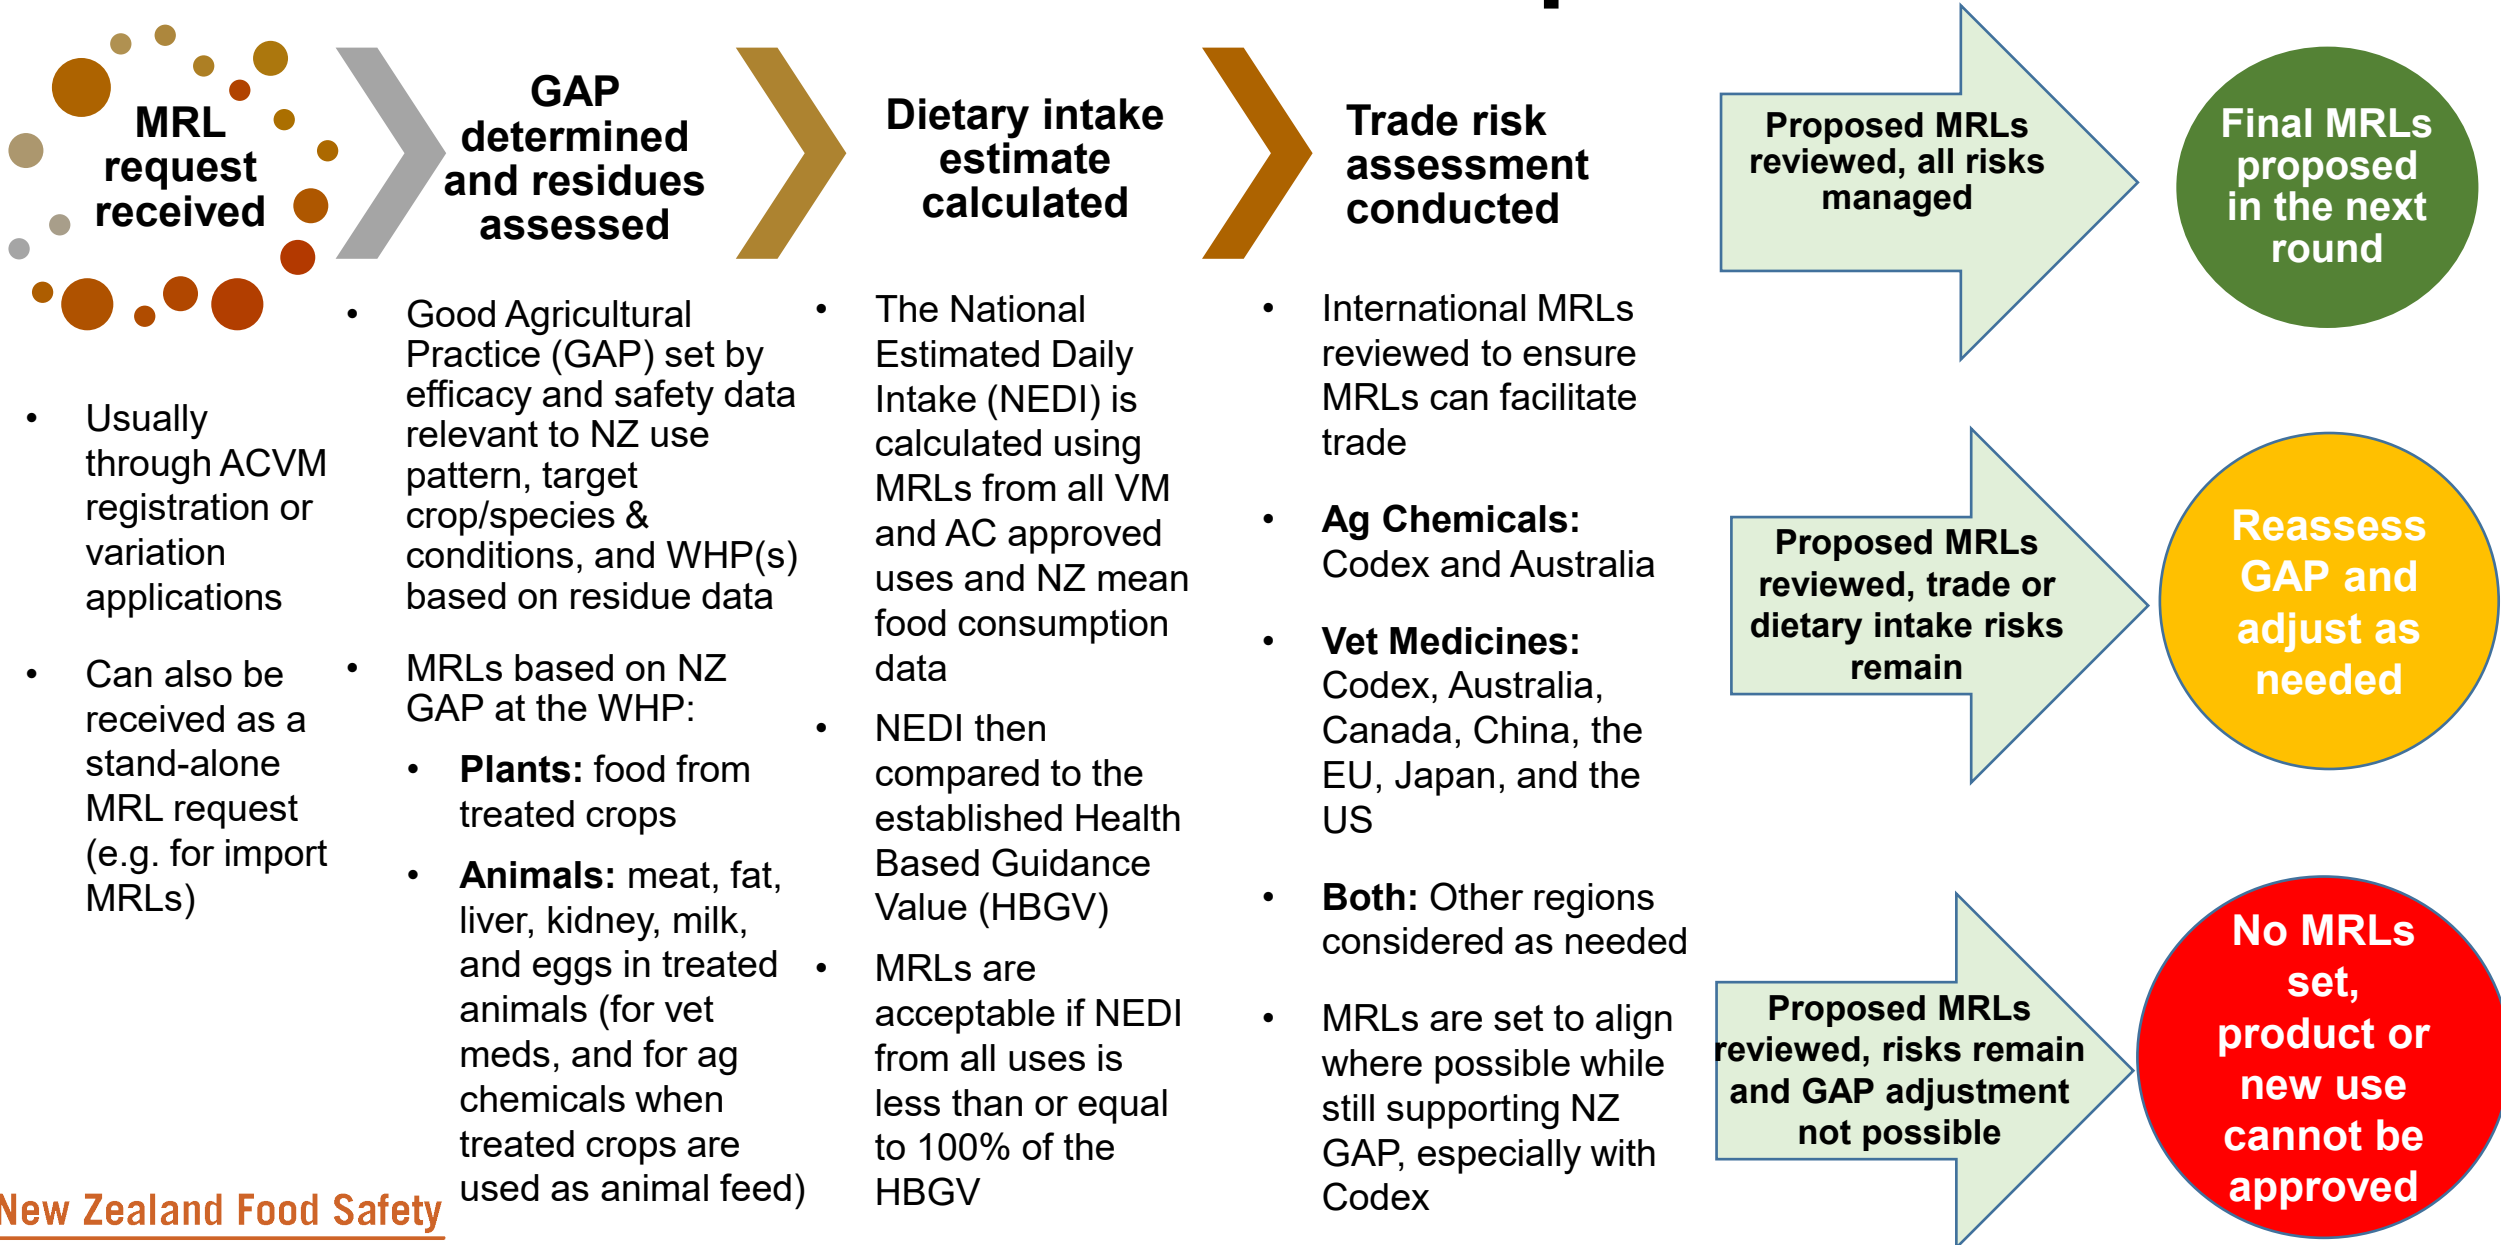 MRL
request
received
• Usually
through ACVM
registration or
variation
applications
• Can also be
received as a
stand-alone
MRL request
(e.g. for import
MRLs)
GAP
determined
and residues
assessed
• Good Agricultural
Practice (GAP) set by
efficacy and safety data
relevant to NZ use
pattern, target
crop/species &
conditions, and WHP(s)
based on residue data
• MRLs based on NZ
GAP at the WHP:
• Plants: food from
treated crops
• Animals: meat, fat,
liver, kidney, milk,
and eggs in treated
animals (for vet
meds, and for ag
chemicals when
treated crops are
used as animal feed)
Dietary intake
estimate
calculated
• The National
Estimated Daily
Intake (NEDI) is
calculated using
MRLs from all VM
and AC approved
uses and NZ mean
food consumption
data
• NEDI then
compared to the
established Health
Based Guidance
Value (HBGV)
• MRLs are
acceptable if NEDI
from all uses is
less than or equal
to 100% of the
HBGV
Trade risk
assessment
conducted
• International MRLs
reviewed to ensure
MRLs can facilitate
trade
• Ag Chemicals:
Codex and Australia
• Vet Medicines:
Codex, Australia,
Canada, China, the
EU, Japan, and the
US
• Both: Other regions
considered as needed
• MRLs are set to align
where possible while
still supporting NZ
GAP, especially with
Codex
Proposed MRLs
reviewed, all risks
managed
Final MRLs
proposed
in the next
round
Proposed MRLs
reviewed, trade or
dietary intake risks
remain
Reassess
GAP and
adjust as
needed
Proposed MRLs
reviewed, risks remain
and GAP adjustment
not possible
No MRLs
set,
product or
new use
cannot be
approved
New Zealand Food Safety